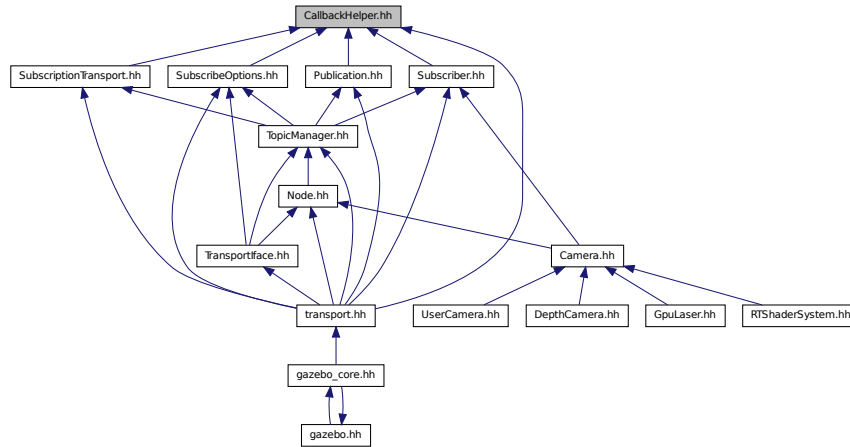 CallbackHelper.hh
SubscriptionTransport.hh
SubscribeOptions.hh
Publication.hh
Subscriber.hh
TopicManager.hh
Node.hh
TransportIface.hh
Camera.hh
transport.hh
UserCamera.hh
DepthCamera.hh
GpuLaser.hh
RTShaderSystem.hh
gazebo_core.hh
gazebo.hh